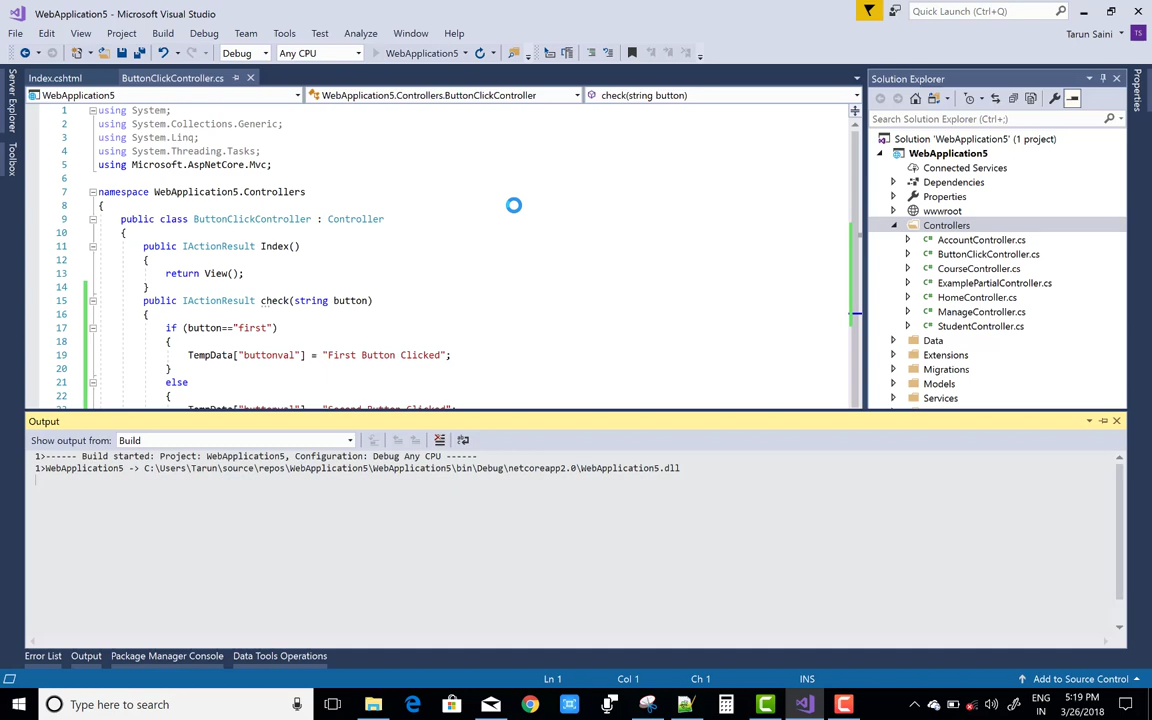 WebApplication5 - Microsoft Visual Studio
Quick Launch (Ctrl+Q)
File Edit View Project Build Debug Team Tools Test Analyze Window Help
Tarun Saini TS
Debug Any CPU WebApplication5
Server Explorer
Toolbox
Index.cshtml ButtonClickController.cs
WebApplication5 WebApplication5.Controllers.ButtonClickController check(string button)
1 using System;
2 using System.Collections.Generic;
3 using System.Linq;
4 using System.Threading.Tasks;
5 using Microsoft.AspNetCore.Mvc;
6
7 namespace WebApplication5.Controllers
8 {
9 public class ButtonClickController : Controller
10 {
11 public IActionResult Index()
12 {
13 return View();
14 }
15 public IActionResult check(string button)
16 {
17 if (button=="first")
18 {
19 TempData["buttonval"] = "First Button Clicked";
20 }
21 else
22 {
TempData["buttonval"] = "Second Button Clicked";
Solution Explorer
Search Solution Explorer (Ctrl+;)
Solution 'WebApplication5' (1 project)
WebApplication5
Connected Services
Dependencies
Properties
wwwroot
Controllers
C# AccountController.cs
C# ButtonClickController.cs
C# CourseController.cs
C# ExamplePartialController.cs
C# HomeController.cs
C# ManageController.cs
C# StudentController.cs
Data
Extensions
Migrations
Models
Services
Properties
Output
Show output from: Build
1>------ Build started: Project: WebApplication5, Configuration: Debug Any CPU ------
1>WebApplication5 -> C:\Users\Tarun\source\repos\WebApplication5\WebApplication5\bin\Debug\netcoreapp2.0\WebApplication5.dll
Error List Output Package Manager Console Data Tools Operations
Ln 1 Col 1 Ch 1 INS Add to Source Control
Type here to search
ENG
IN
5:19 PM
3/26/2018